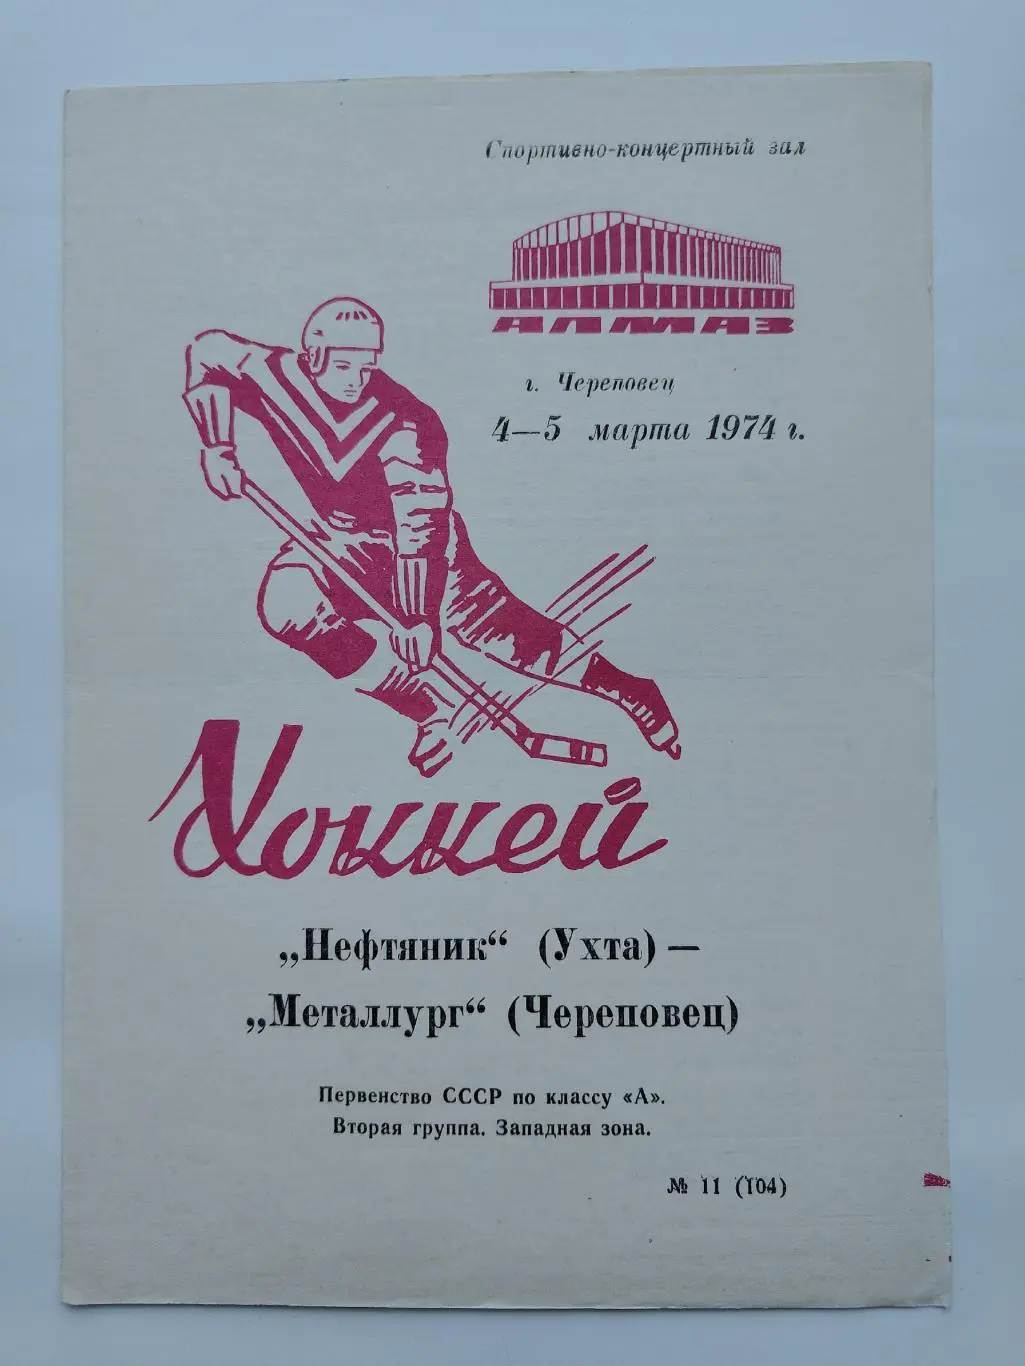 Спортивно-концертный зал
АЛМАЗ
г. Череповец
4—5 марта 1974 г.
Хоккей
„Нефтяник“ (Ухта) —
„Металлург“ (Череповец)
Первенство СССР по классу «А».
Вторая группа. Западная зона.
№ 11 (104)